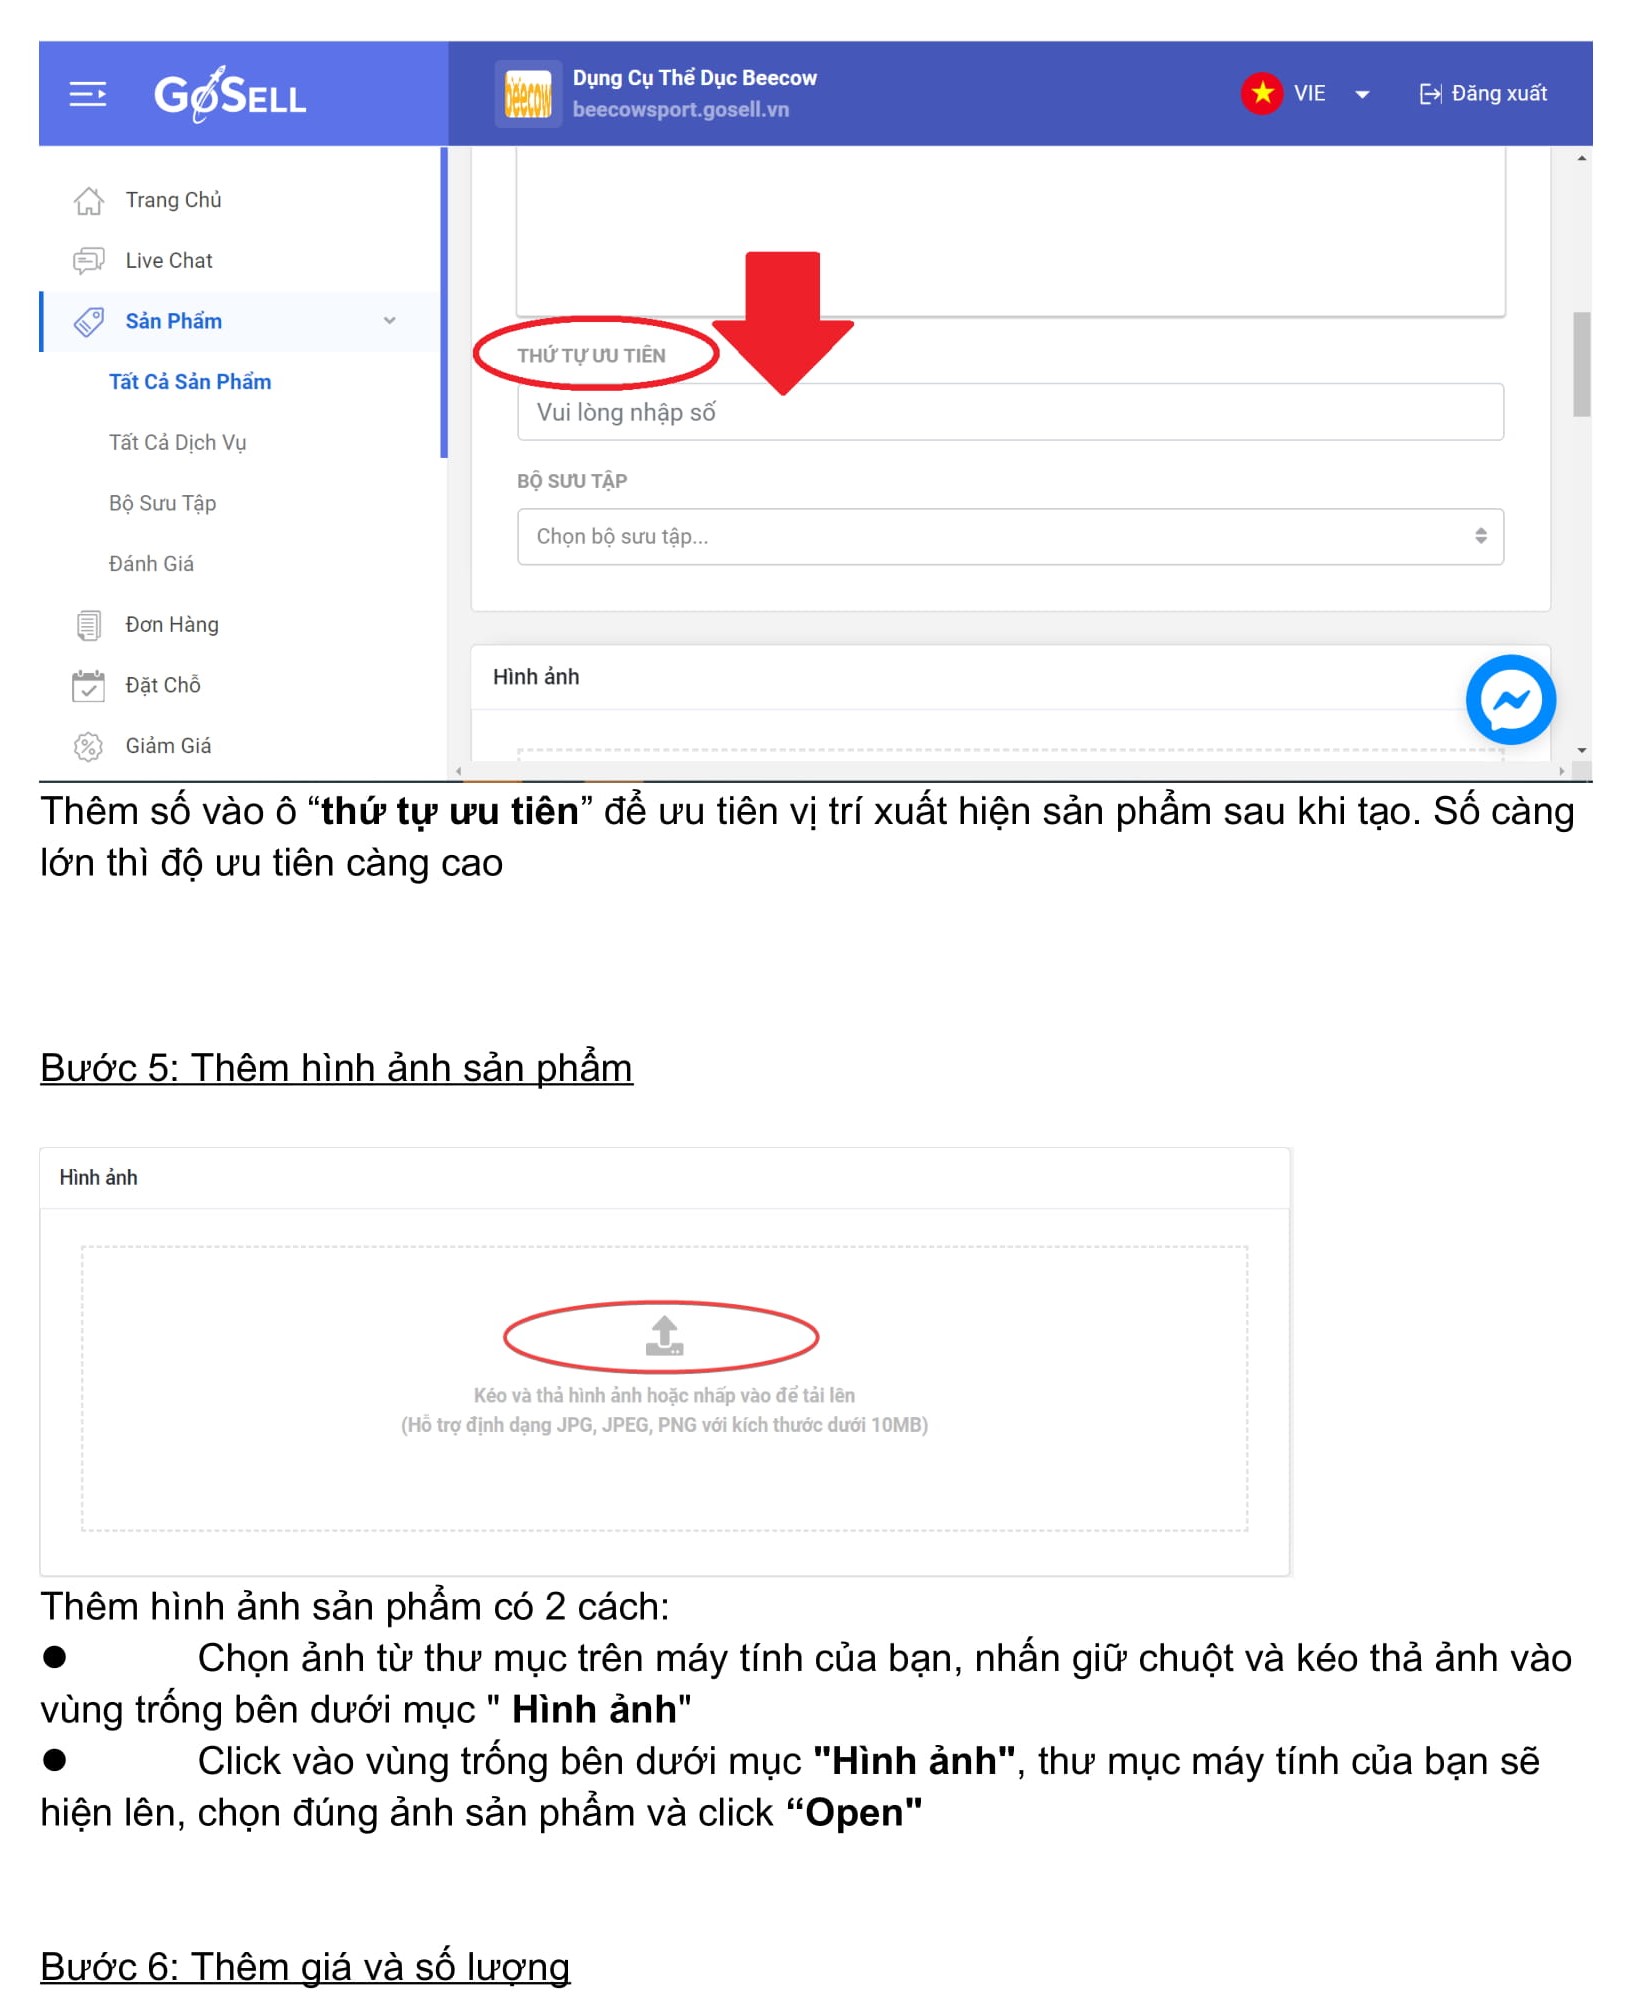 GOSELL
Dụng Cụ Thể Dục Beecow
beecowsport.gosell.vn
VIE
Đăng xuất
beecow
Trang Chủ
Live Chat
Sản Phẩm
Tất Cả Sản Phẩm
Tất Cả Dịch Vụ
Bộ Sưu Tập
Đánh Giá
Đơn Hàng
Đặt Chỗ
Giảm Giá
THỨ TỰ ƯU TIÊN
Vui lòng nhập số
BỘ SƯU TẬP
Chọn bộ sưu tập...
Hình ảnh
Thêm số vào ô “thứ tự ưu tiên” để ưu tiên vị trí xuất hiện sản phẩm sau khi tạo. Số càng
lớn thì độ ưu tiên càng cao
Bước 5: Thêm hình ảnh sản phẩm
Hình ảnh
Kéo và thả hình ảnh hoặc nhấp vào để tải lên
(Hỗ trợ định dạng JPG, JPEG, PNG với kích thước dưới 10MB)
Thêm hình ảnh sản phẩm có 2 cách:
● Chọn ảnh từ thư mục trên máy tính của bạn, nhấn giữ chuột và kéo thả ảnh vào
vùng trống bên dưới mục " Hình ảnh"
● Click vào vùng trống bên dưới mục "Hình ảnh", thư mục máy tính của bạn sẽ
hiện lên, chọn đúng ảnh sản phẩm và click “Open"
Bước 6: Thêm giá và số lượng